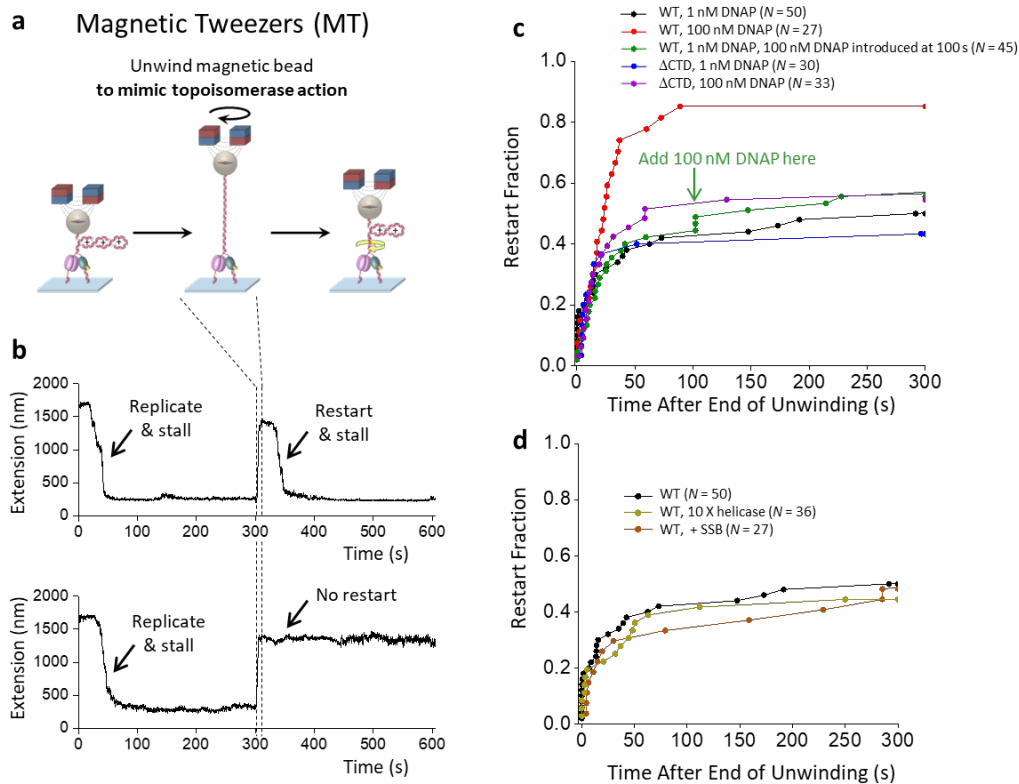 a
Magnetic Tweezers (MT)
Unwind magnetic bead
to mimic topoisomerase action
+ + +
+ +
b
Extension (nm)
2000
1500
1000
500
0
Replicate
& stall
Restart
& stall
0 100 200 300 400 500 600
Time (s)
Extension (nm)
2000
1500
1000
500
0
Replicate
& stall
No restart
0 100 200 300 400 500 600
Time (s)
c
WT, 1 nM DNAP (N = 50)
WT, 100 nM DNAP (N = 27)
WT, 1 nM DNAP, 100 nM DNAP introduced at 100 s (N = 45)
ΔCTD, 1 nM DNAP (N = 30)
ΔCTD, 100 nM DNAP (N = 33)
Restart Fraction
1.0
0.8
0.6
0.4
0.2
0.0
Add 100 nM DNAP here
0 50 100 150 200 250 300
Time After End of Unwinding (s)
d
WT (N = 50)
WT, 10 X helicase (N = 36)
WT, + SSB (N = 27)
Restart Fraction
1.0
0.8
0.6
0.4
0.2
0.0
0 50 100 150 200 250 300
Time After End of Unwinding (s)